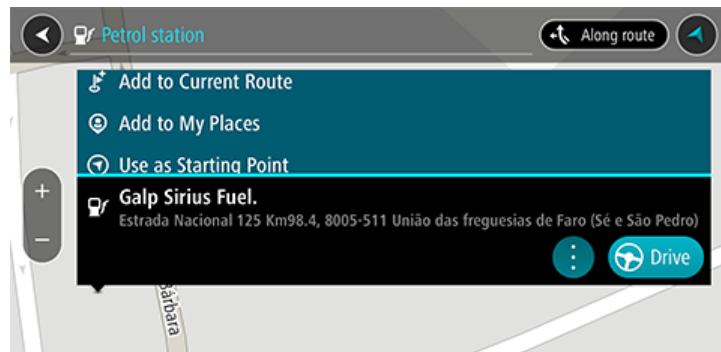 Petrol station
Along route
Add to Current Route
Add to My Places
Use as Starting Point
Galp Sirius Fuel.
Estrada Nacional 125 Km98.4, 8005-511 União das freguesias de Faro (Sé e São Pedro)
Drive
Bárbara